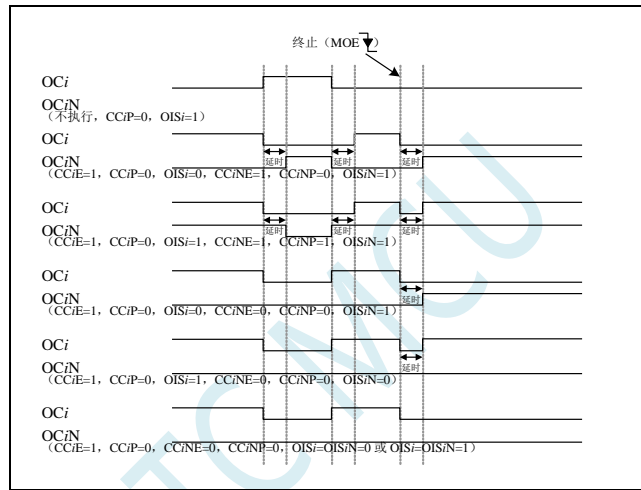 终止（MOE）
OCi
OCiN
（不执行，CCiP=0，OISi=1）
OCi
延时 延时 延时
OCiN
（CCiE=1，CCiP=0，OISi=0，CCiNE=1，CCiNP=0，OISiN=1）
OCi
延时 延时 延时
OCiN
（CCiE=1，CCiP=0，OISi=1，CCiNE=1，CCiNP=1，OISiN=1）
OCi
延时
OCiN
（CCiE=1，CCiP=0，OISi=0，CCiNE=0，CCiNP=0，OISiN=1）
OCi
延时
OCiN
（CCiE=1，CCiP=0，OISi=1，CCiNE=0，CCiNP=0，OISiN=0）
OCi
OCiN
（CCiE=1，CCiP=0，CCiNE=0，CCiNP=0，OISi=OISiN=0 或 OISi=OISiN=1）
MCU